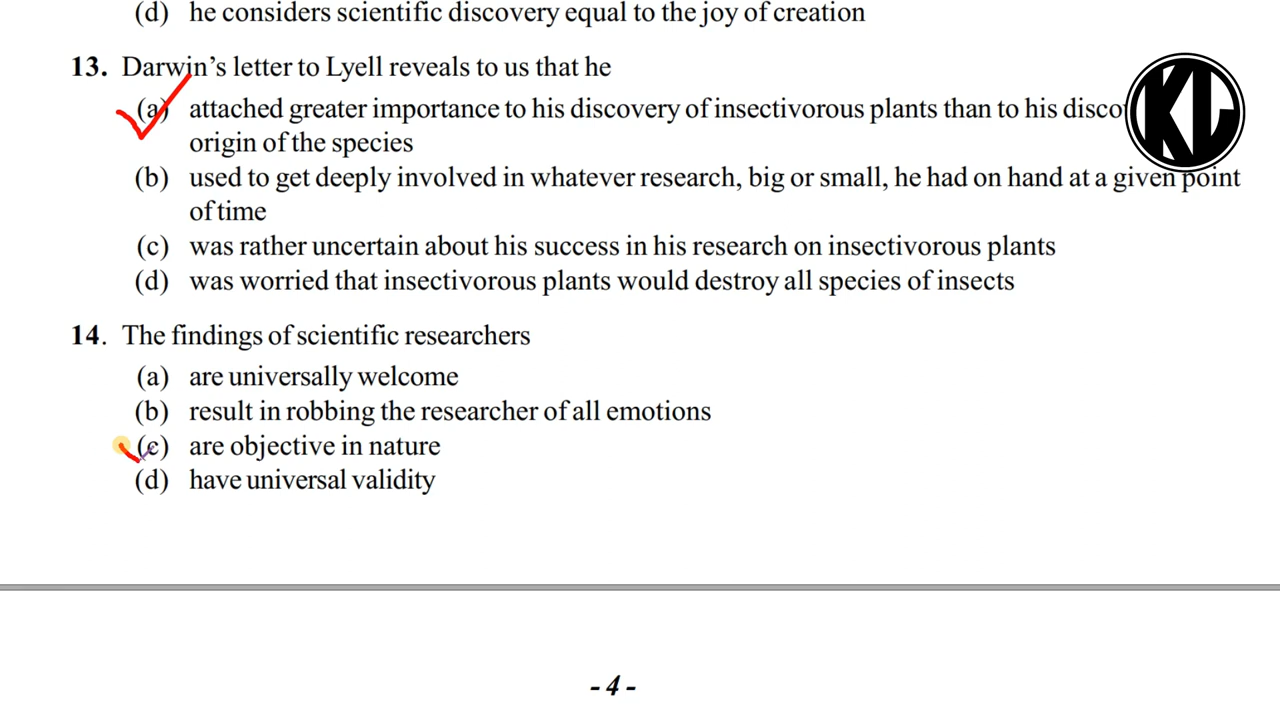 (d) he considers scientific discovery equal to the joy of creation
13. Darwin's letter to Lyell reveals to us that he
(a) attached greater importance to his discovery of insectivorous plants than to his
origin of the species
(b) used to get deeply involved in whatever research, big or small, he had on hand at a given point
of time
(c) was rather uncertain about his success in his research on insectivorous plants
(d) was worried that insectivorous plants would destroy all species of insects
14. The findings of scientific researchers
(a) are universally welcome
(b) result in robbing the researcher of all emotions
(c) are objective in nature
(d) have universal validity
- 4 -
KL